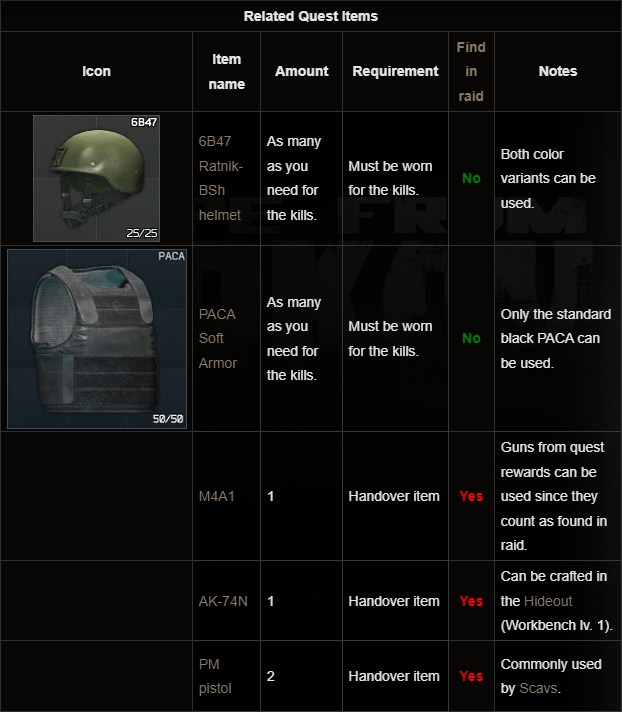 Related Quest Items
Icon
Item
name
Amount
Requirement
Find
in
raid
Notes
6B47
25/25
6B47
Ratnik-
BSh
helmet
As many
as you
need for
the kills.
Must be worn
for the kills.
No
Both color
variants can be
used.
PACA
50/50
PACA
Soft
Armor
As many
as you
need for
the kills.
Must be worn
for the kills.
No
Only the standard
black PACA can
be used.
M4A1
1
Handover item
Yes
Guns from quest
rewards can be
used since they
count as found in
raid.
AK-74N
1
Handover item
Yes
Can be crafted in
the Hideout
(Workbench lv. 1).
PM
pistol
2
Handover item
Yes
Commonly used
by Scavs.